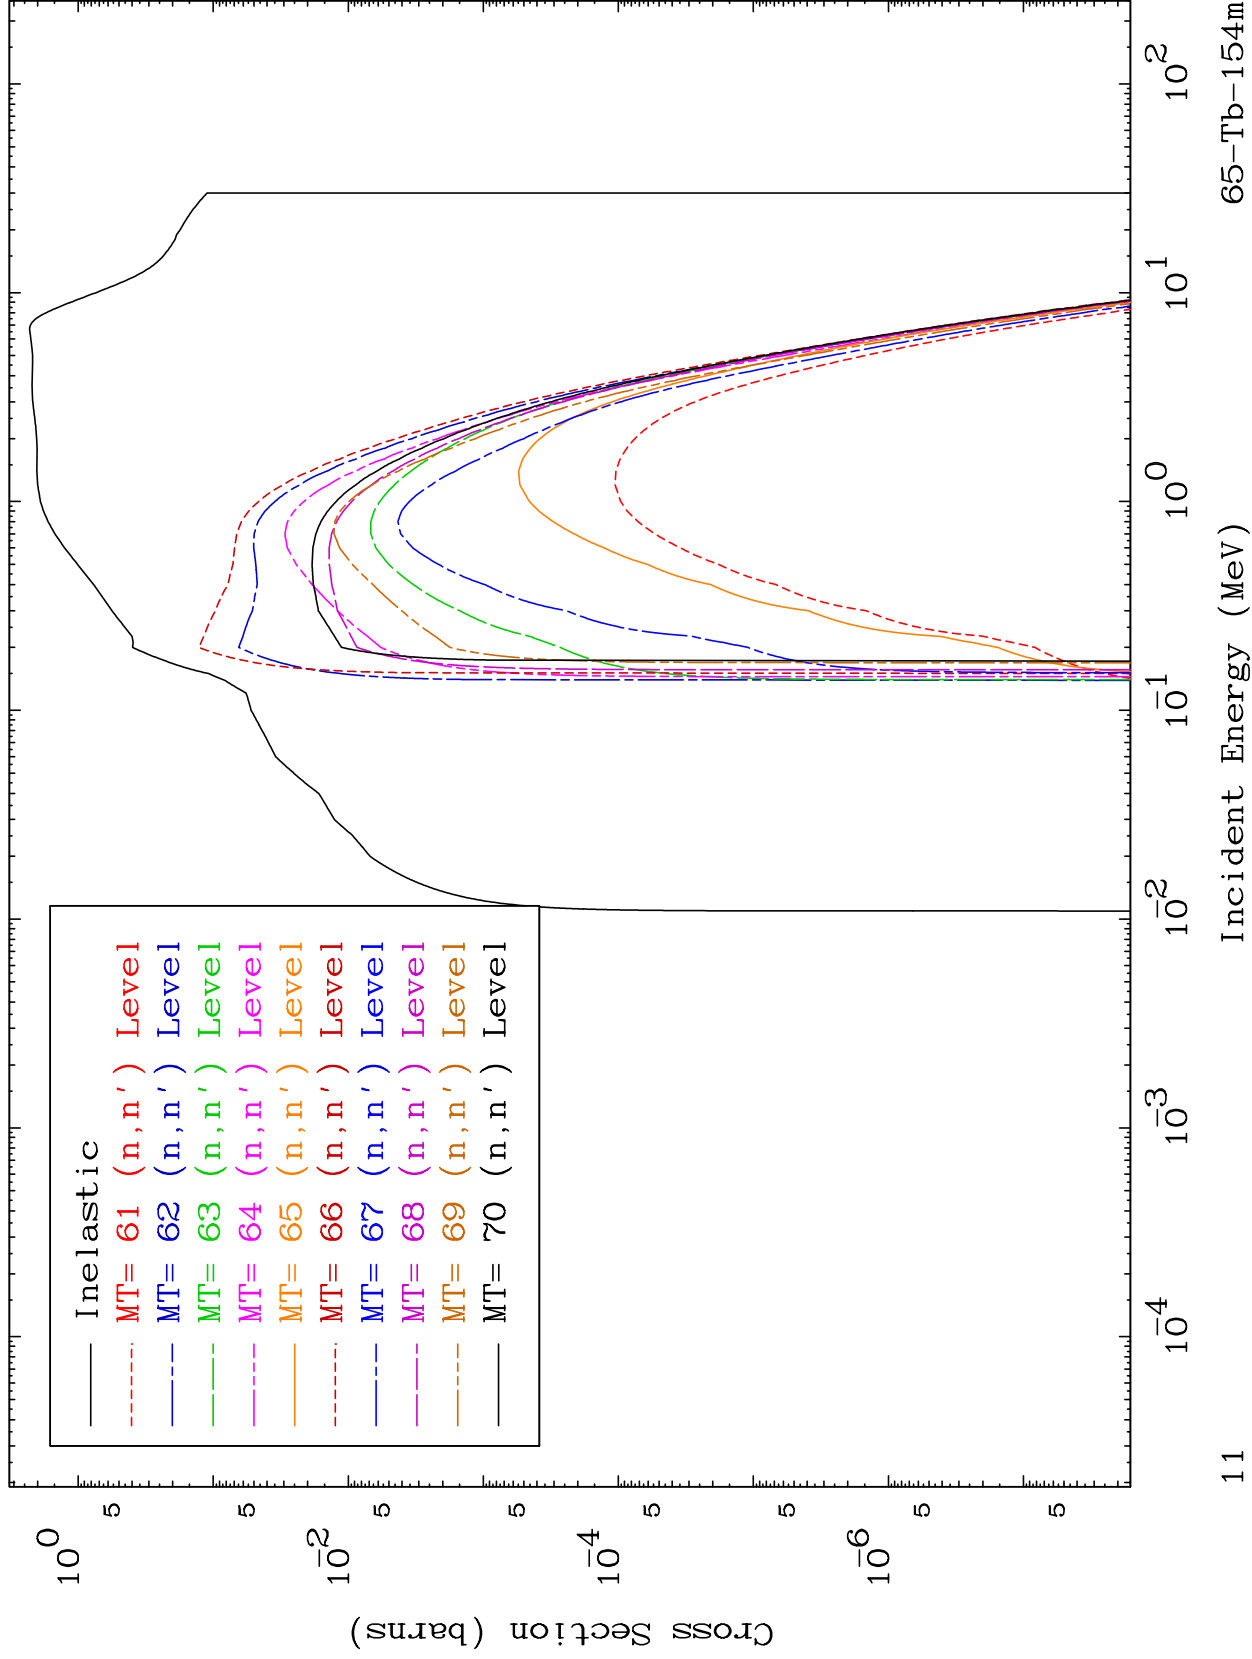 Inelastic
MT= 61 (n,n') Level
MT= 62 (n,n') Level
MT= 63 (n,n') Level
MT= 64 (n,n') Level
MT= 65 (n,n') Level
MT= 66 (n,n') Level
MT= 67 (n,n') Level
MT= 68 (n,n') Level
MT= 69 (n,n') Level
MT= 70 (n,n') Level
Cross Section (barns)
10^0
5
5
10^-2
5
5
10^-4
5
5
10^-6
5
5
10^-4
10^-3
10^-2
10^-1
10^0
10^1
10^2
Incident Energy (MeV)
11
65-Tb-154m